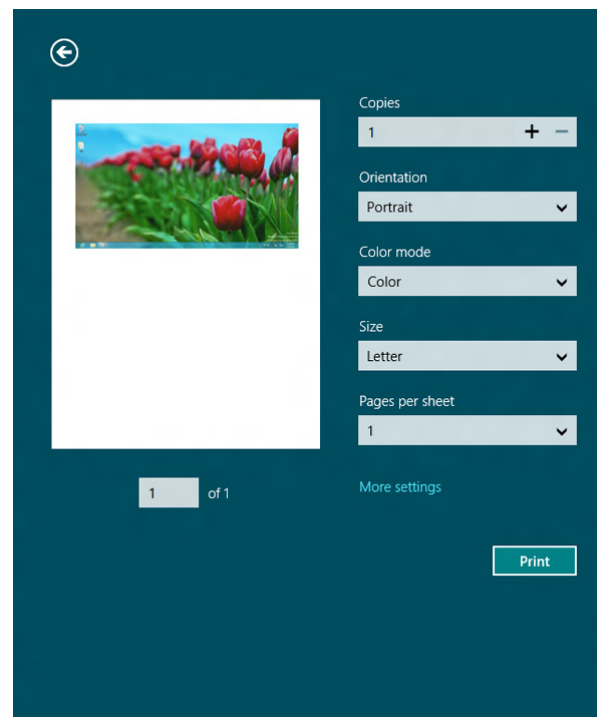 Copies
1
Orientation
Portrait
Color mode
Color
Size
Letter
Pages per sheet
1
More settings
1 of 1
Print